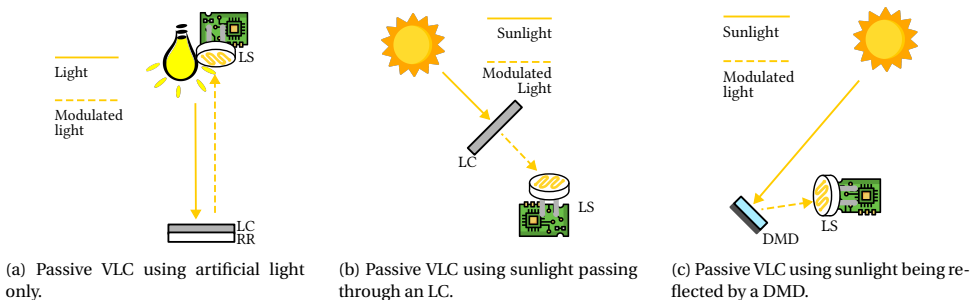 Light
Modulated
light
LS
LC
RR
(a) Passive VLC using artificial light
only.
Sunlight
Modulated
Light
LC
LS
(b) Passive VLC using sunlight passing
through an LC.
Sunlight
Modulated
light
DMD
LS
(c) Passive VLC using sunlight being re-
flected by a DMD.